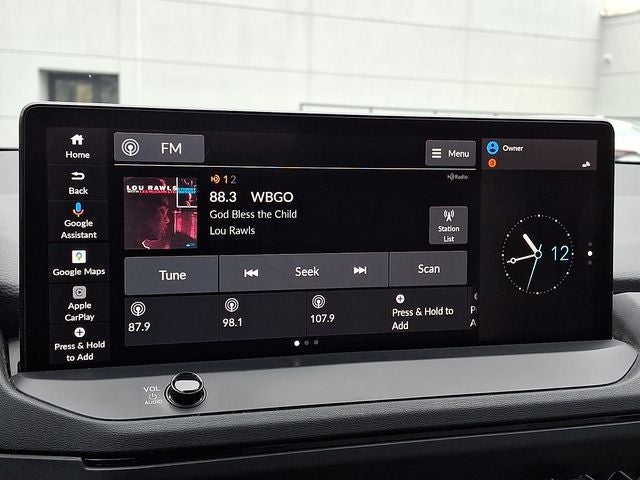 Home
Back
Google
Assistant
Google Maps
Apple
CarPlay
Press & Hold
to Add
FM
Menu
LOU RAWLS
1 2
HD Radio
88.3 WBGO
God Bless the Child
Lou Rawls
Station
List
Tune
Seek
Scan
87.9
98.1
107.9
Press & Hold to
Add
Owner
12
VOL
AUDIO